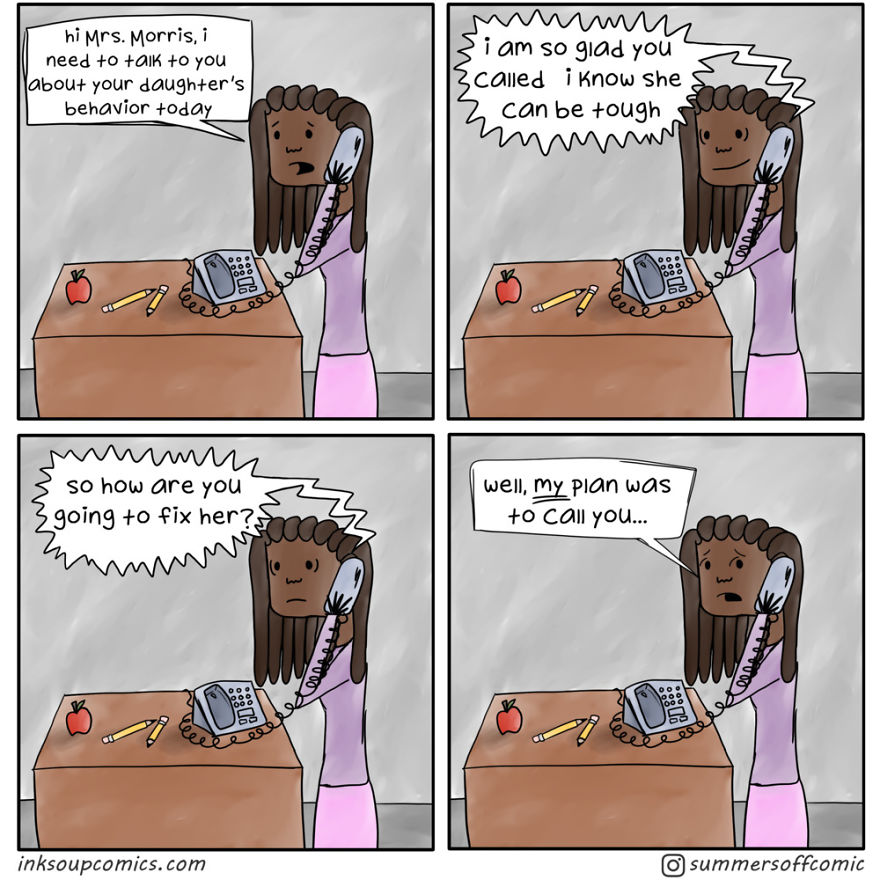 hi Mrs. Morris, i
need to talk to you
about your daughter's
behavior today
i am so glad you
called i know she
can be tough
so how are you
going to fix her?
well, my plan was
to call you...
inksoupcomics.com
summersoffcomic